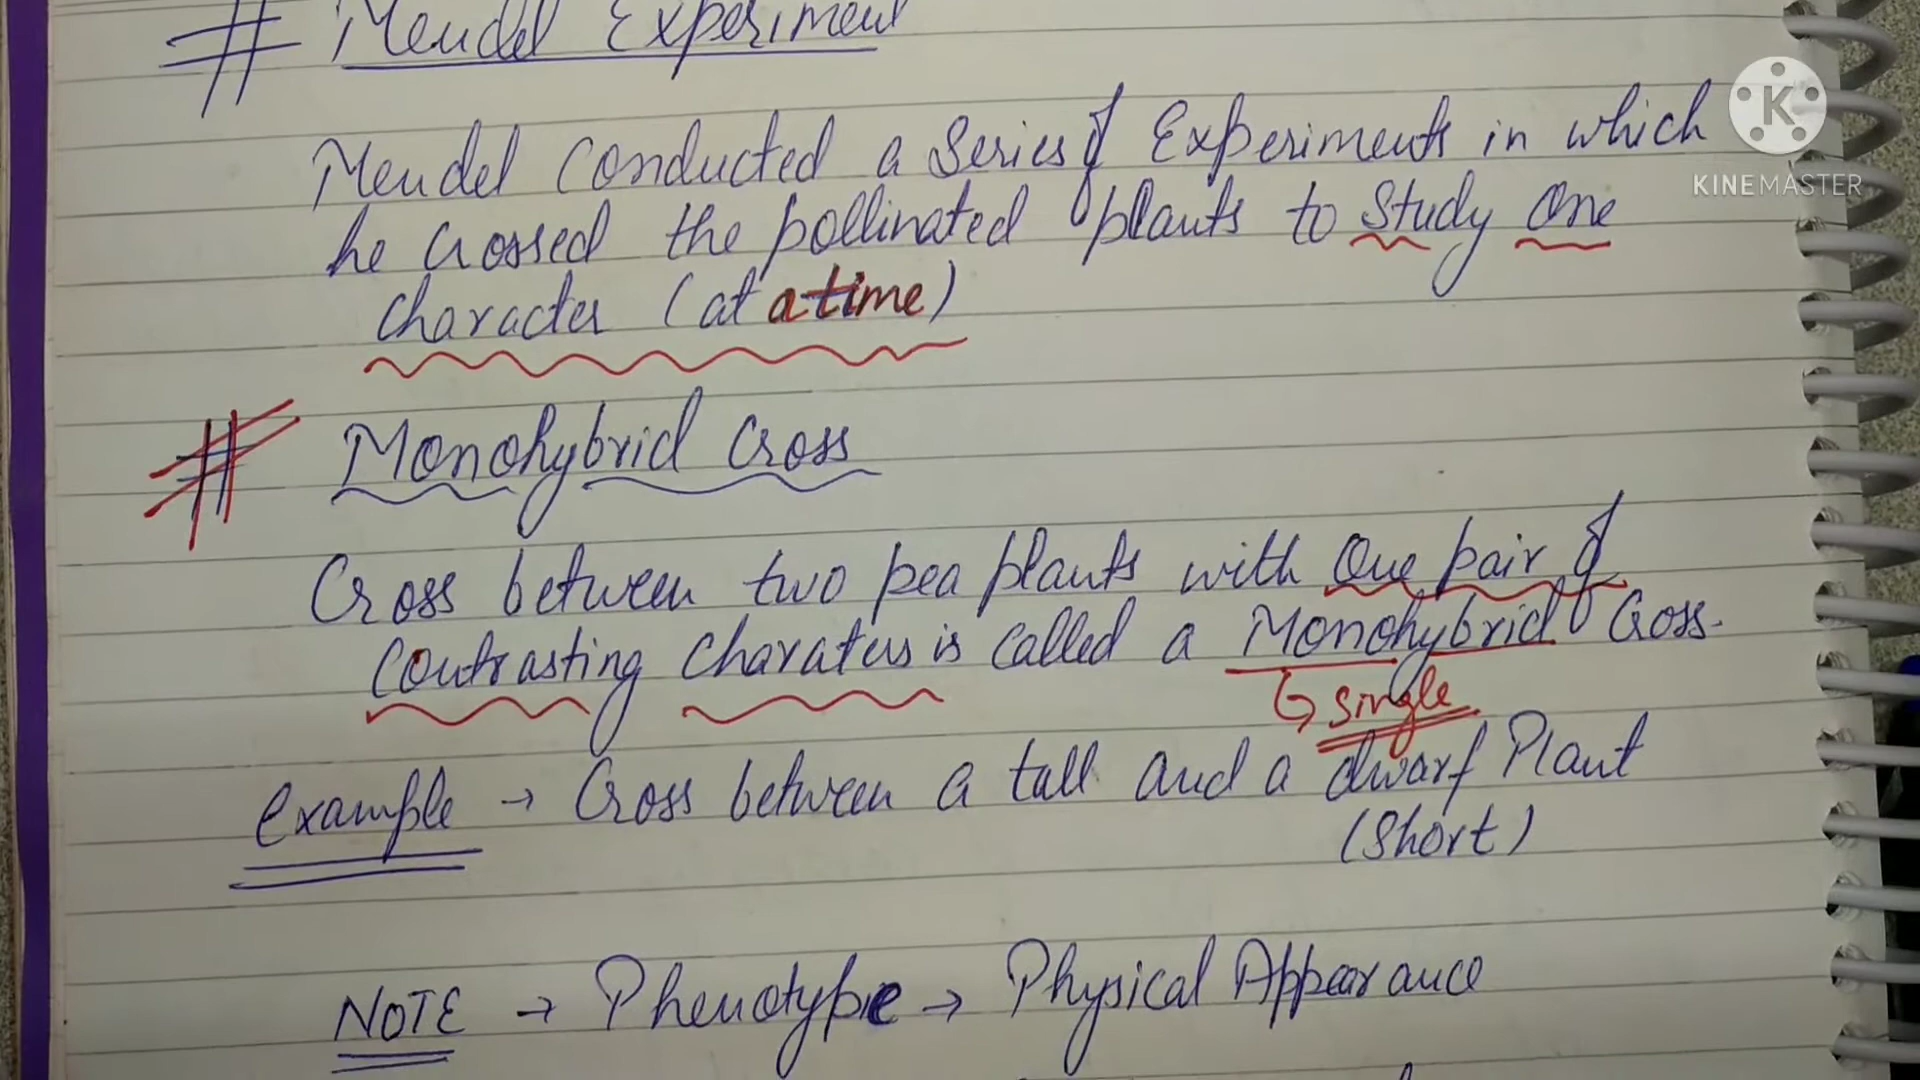 # Mendel Experiment
Mendel conducted a Series of Experiments in which
he crossed the pollinated plants to Study One
character (at a time)
# Monohybrid Cross
Cross between two pea plants with One pair of
Contrasting Charaters is called a Monohybrid Cross.
↳ Single
example → Cross between a tall and a dwarf Plant
(Short)
NOTE → Phenotype → Physical Appearance
K
KINEMASTER